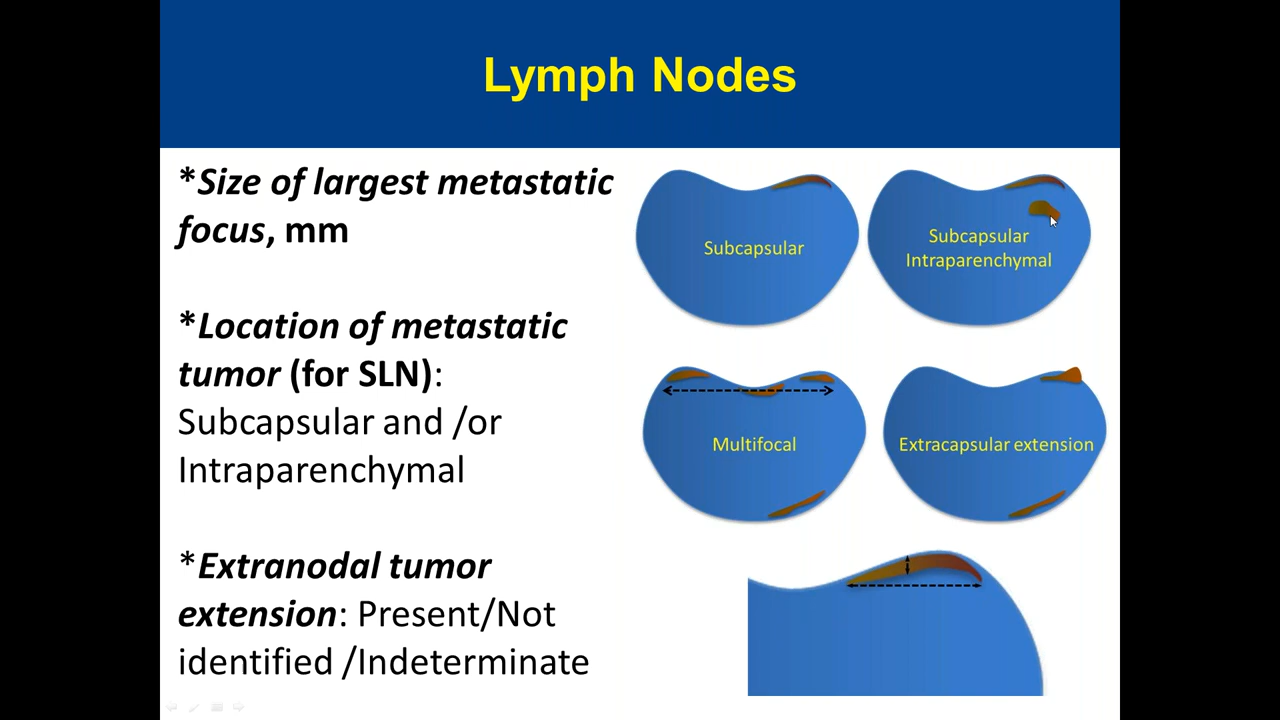 Lymph Nodes
*Size of largest metastatic
focus, mm
*Location of metastatic
tumor (for SLN):
Subcapsular and /or
Intraparenchymal
*Extranodal tumor
extension: Present/Not
identified /Indeterminate
Subcapsular
Subcapsular
Intraparenchymal
Multifocal
Extracapsular extension